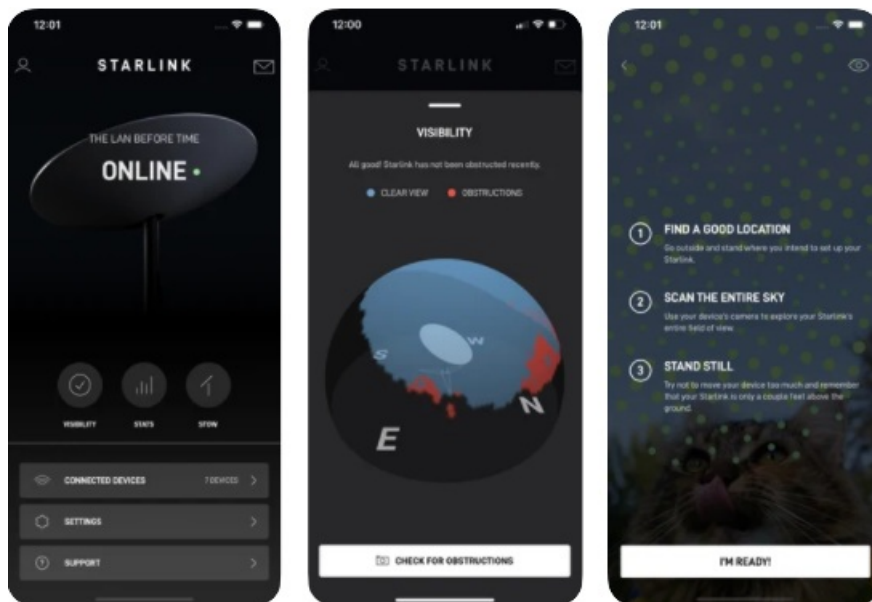 12:01
STARLINK
THE LAN BEFORE TIME
ONLINE
VISIBILITY
STATS
STOW
CONNECTED DEVICES 7 DEVICES
SETTINGS
SUPPORT
12:00
STARLINK
VISIBILITY
All good! Starlink has not been obstructed recently.
CLEAR VIEW OBSTRUCTIONS
S
W
N
E
CHECK FOR OBSTRUCTIONS
12:01
1 FIND A GOOD LOCATION
Go outside and stand where you intend to set up your
Starlink.
2 SCAN THE ENTIRE SKY
Use your device's camera to explore your Starlink's
entire field of view.
3 STAND STILL
Try not to move your device too much and remember
that your Starlink is only a couple feet above the
ground.
I'M READY!